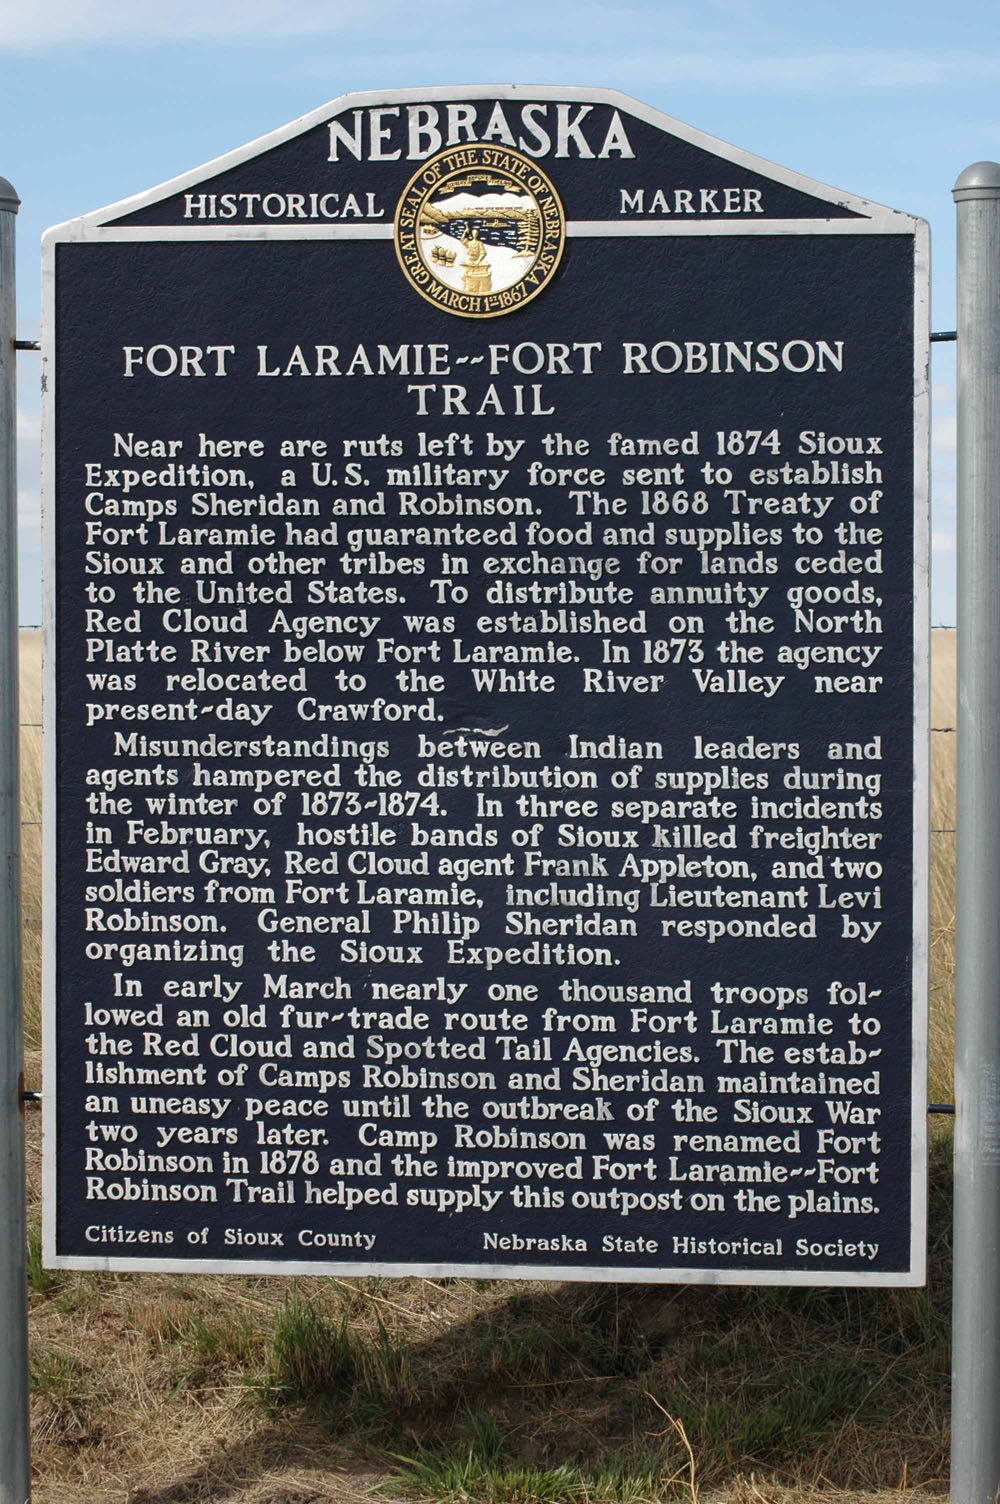 NEBRASKA
HISTORICAL MARKER
GREAT SEAL OF THE STATE OF NEBRASKA
MARCH 1ST 1867
FORT LARAMIE--FORT ROBINSON
TRAIL
Near here are ruts left by the famed 1874 Sioux
Expedition, a U.S. military force sent to establish
Camps Sheridan and Robinson. The 1868 Treaty of
Fort Laramie had guaranteed food and supplies to the
Sioux and other tribes in exchange for lands ceded
to the United States. To distribute annuity goods,
Red Cloud Agency was established on the North
Platte River below Fort Laramie. In 1873 the agency
was relocated to the White River Valley near
present-day Crawford.
Misunderstandings between Indian leaders and
agents hampered the distribution of supplies during
the winter of 1873-1874. In three separate incidents
in February, hostile bands of Sioux killed freighter
Edward Gray, Red Cloud agent Frank Appleton, and two
soldiers from Fort Laramie, including Lieutenant Levi
Robinson. General Philip Sheridan responded by
organizing the Sioux Expedition.
In early March nearly one thousand troops fol-
lowed an old fur-trade route from Fort Laramie to
the Red Cloud and Spotted Tail Agencies. The estab-
lishment of Camps Robinson and Sheridan maintained
an uneasy peace until the outbreak of the Sioux War
two years later. Camp Robinson was renamed Fort
Robinson in 1878 and the improved Fort Laramie--Fort
Robinson Trail helped supply this outpost on the plains.
Citizens of Sioux County Nebraska State Historical Society